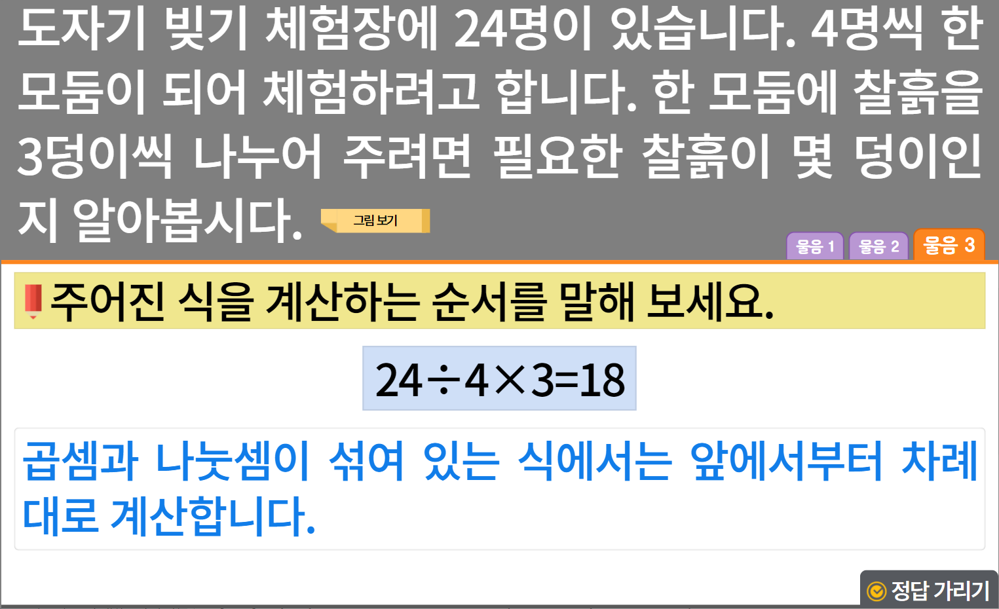 도자기 빚기 체험장에 24명이 있습니다. 4명씩 한
모둠이 되어 체험하려고 합니다. 한 모둠에 찰흙을
3덩이씩 나누어 주려면 필요한 찰흙이 몇 덩이인
지 알아봅시다. 그림 보기
물음 1 물음 2 물음 3
주어진 식을 계산하는 순서를 말해 보세요.
24÷4×3=18
곱셈과 나눗셈이 섞여 있는 식에서는 앞에서부터 차례
대로 계산합니다.
정답 가리기